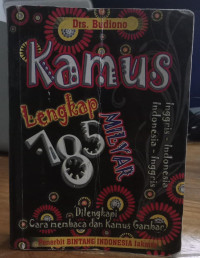 Drs. Budiono
Kamus
Lengkap
785
MILYAR
Inggris - Indonesia
Indonesia - Inggris
Dilengkapi
Cara membaca dan Kamus Gambar
Penerbit BINTANG INDONESIA Jakarta